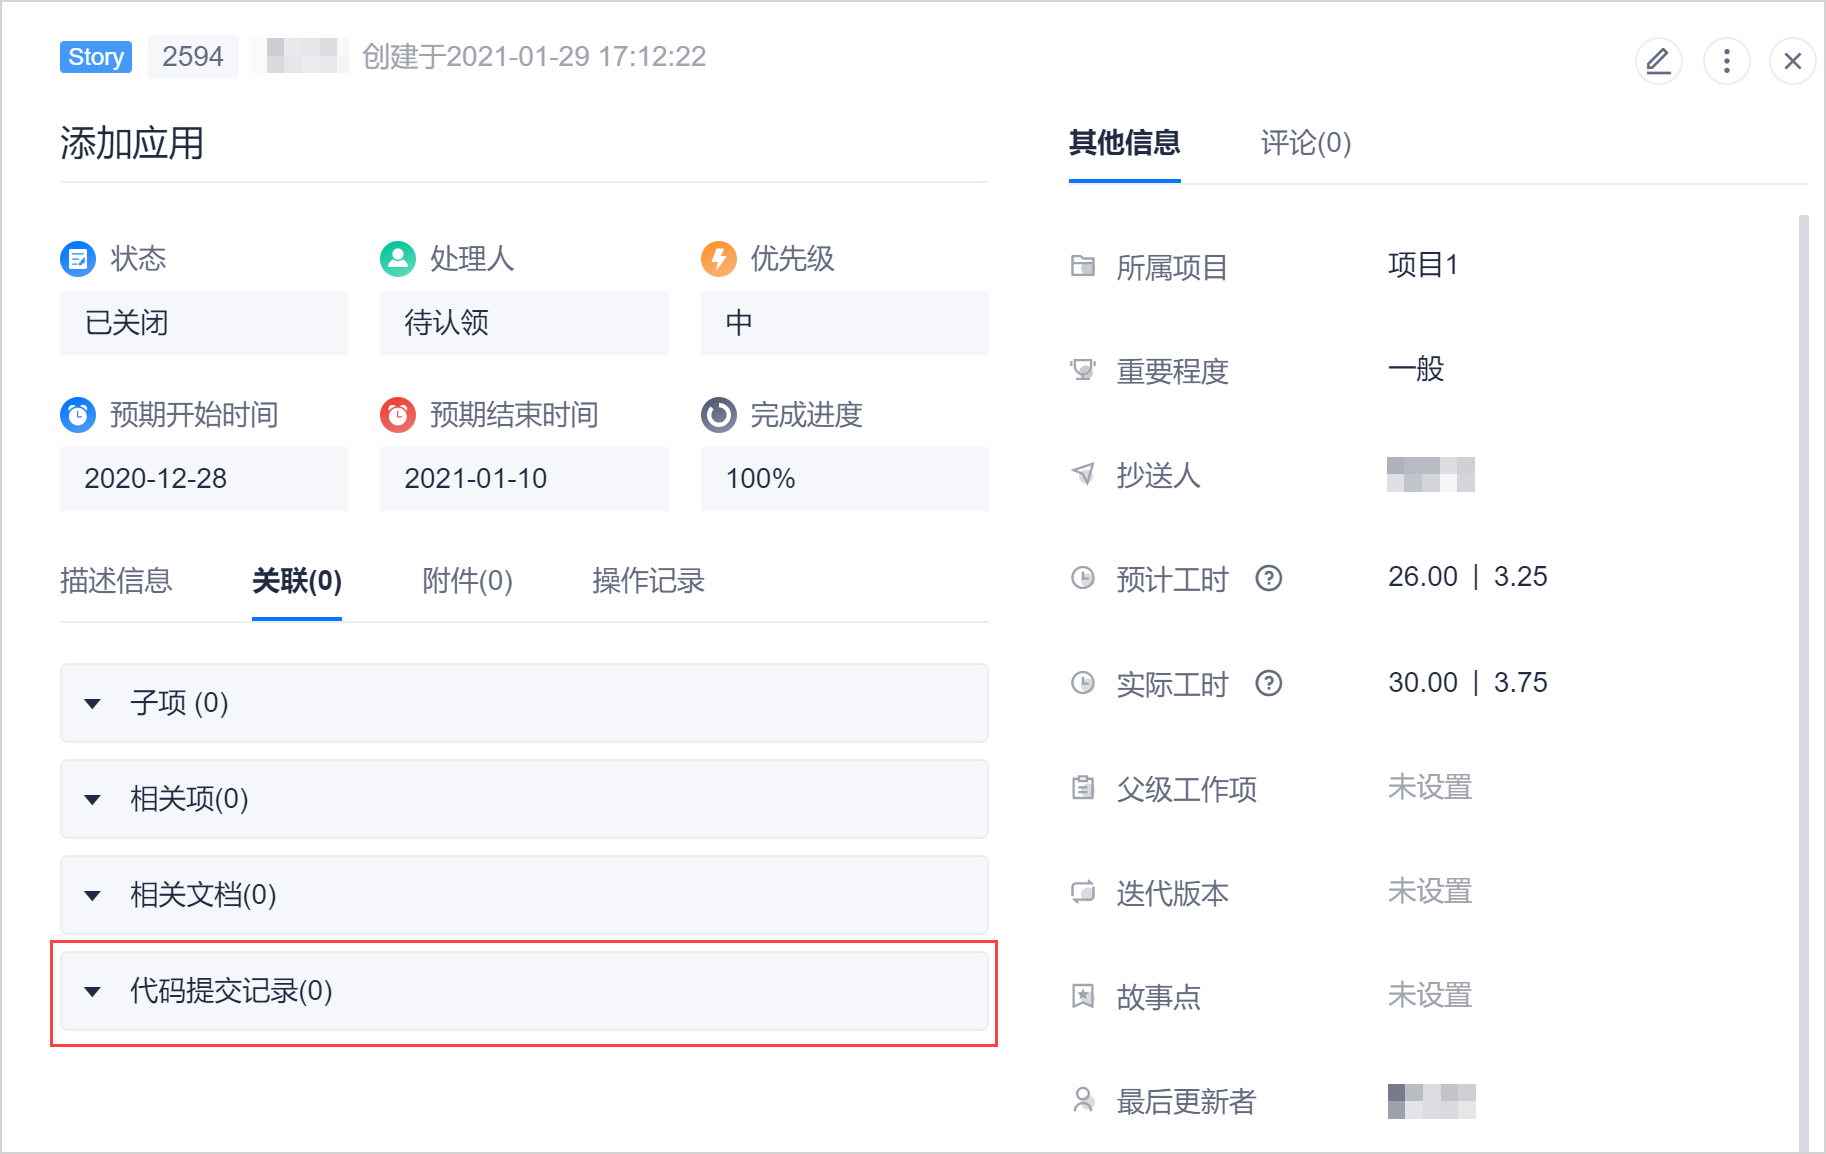 Story 2594 创建于2021-01-29 17:12:22
添加应用
状态 处理人 优先级
已关闭 待认领 中
预期开始时间 预期结束时间 完成进度
2020-12-28 2021-01-10 100%
描述信息 关联(0) 附件(0) 操作记录
子项 (0)
相关项(0)
相关文档(0)
代码提交记录(0)
其他信息 评论(0)
所属项目 项目1
重要程度 一般
抄送人
预计工时 26.00 | 3.25
实际工时 30.00 | 3.75
父级工作项 未设置
迭代版本 未设置
故事点 未设置
最后更新者